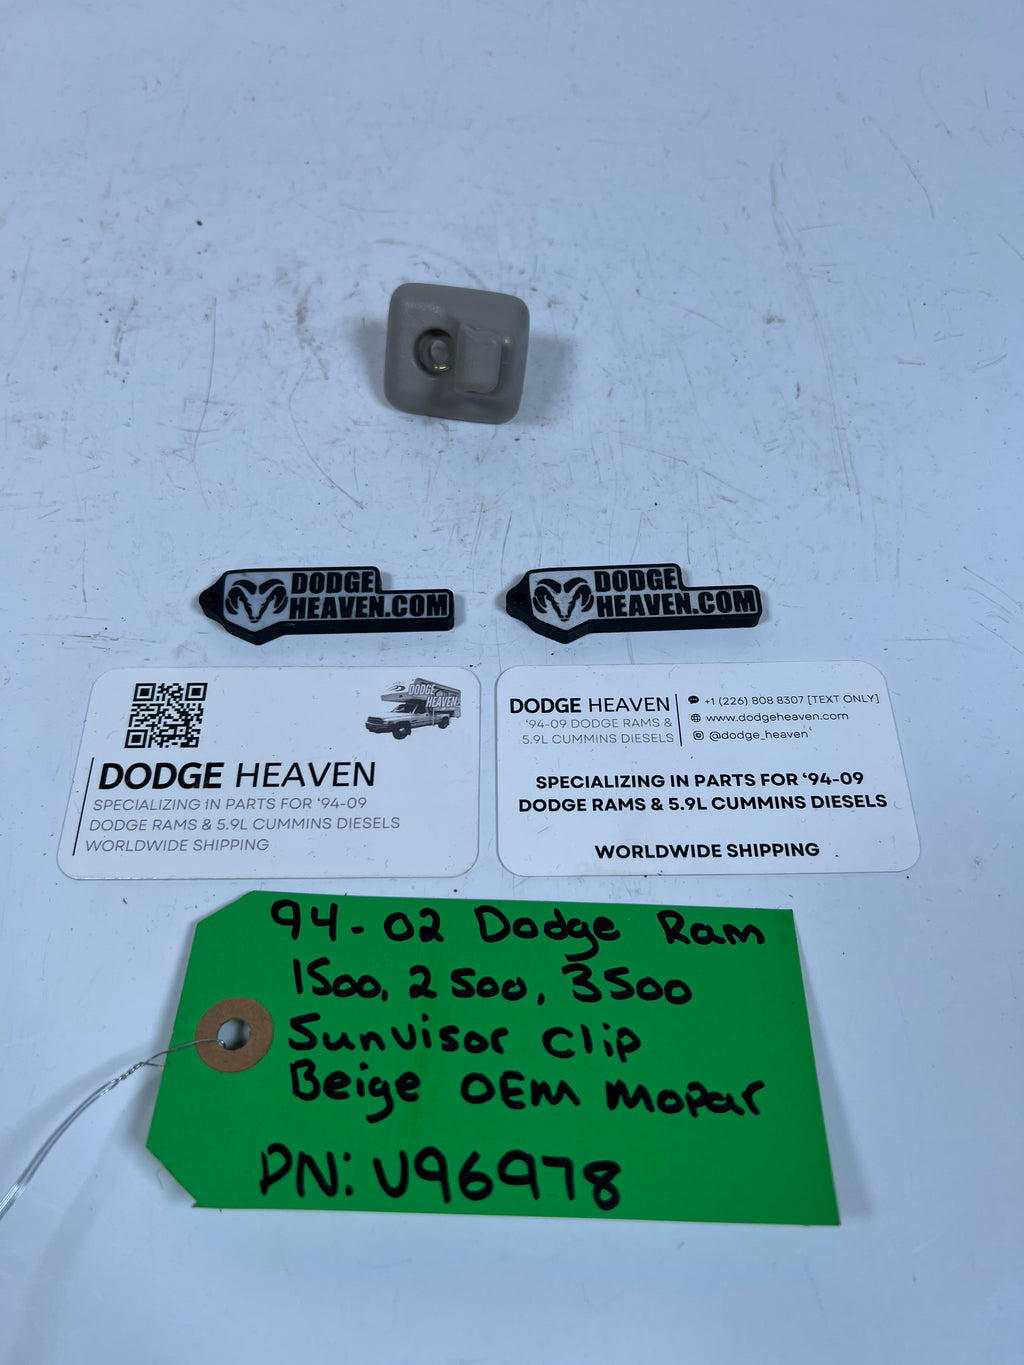 DODGE
HEAVEN.COM
DODGE
HEAVEN.COM
DODGE
HEAVEN
DODGE HEAVEN
SPECIALIZING IN PARTS FOR ‘94-09
DODGE RAMS & 5.9L CUMMINS DIESELS
WORLDWIDE SHIPPING
DODGE HEAVEN
‘94-09 DODGE RAMS &
5.9L CUMMINS DIESELS
+1 (226) 808 8307 [TEXT ONLY]
www.dodgeheaven.com
@dodge_heaven
SPECIALIZING IN PARTS FOR ‘94-09
DODGE RAMS & 5.9L CUMMINS DIESELS
WORLDWIDE SHIPPING
94-02 Dodge Ram
1500, 2500, 3500
Sunvisor Clip
Beige OEM Mopar
PN: U96978